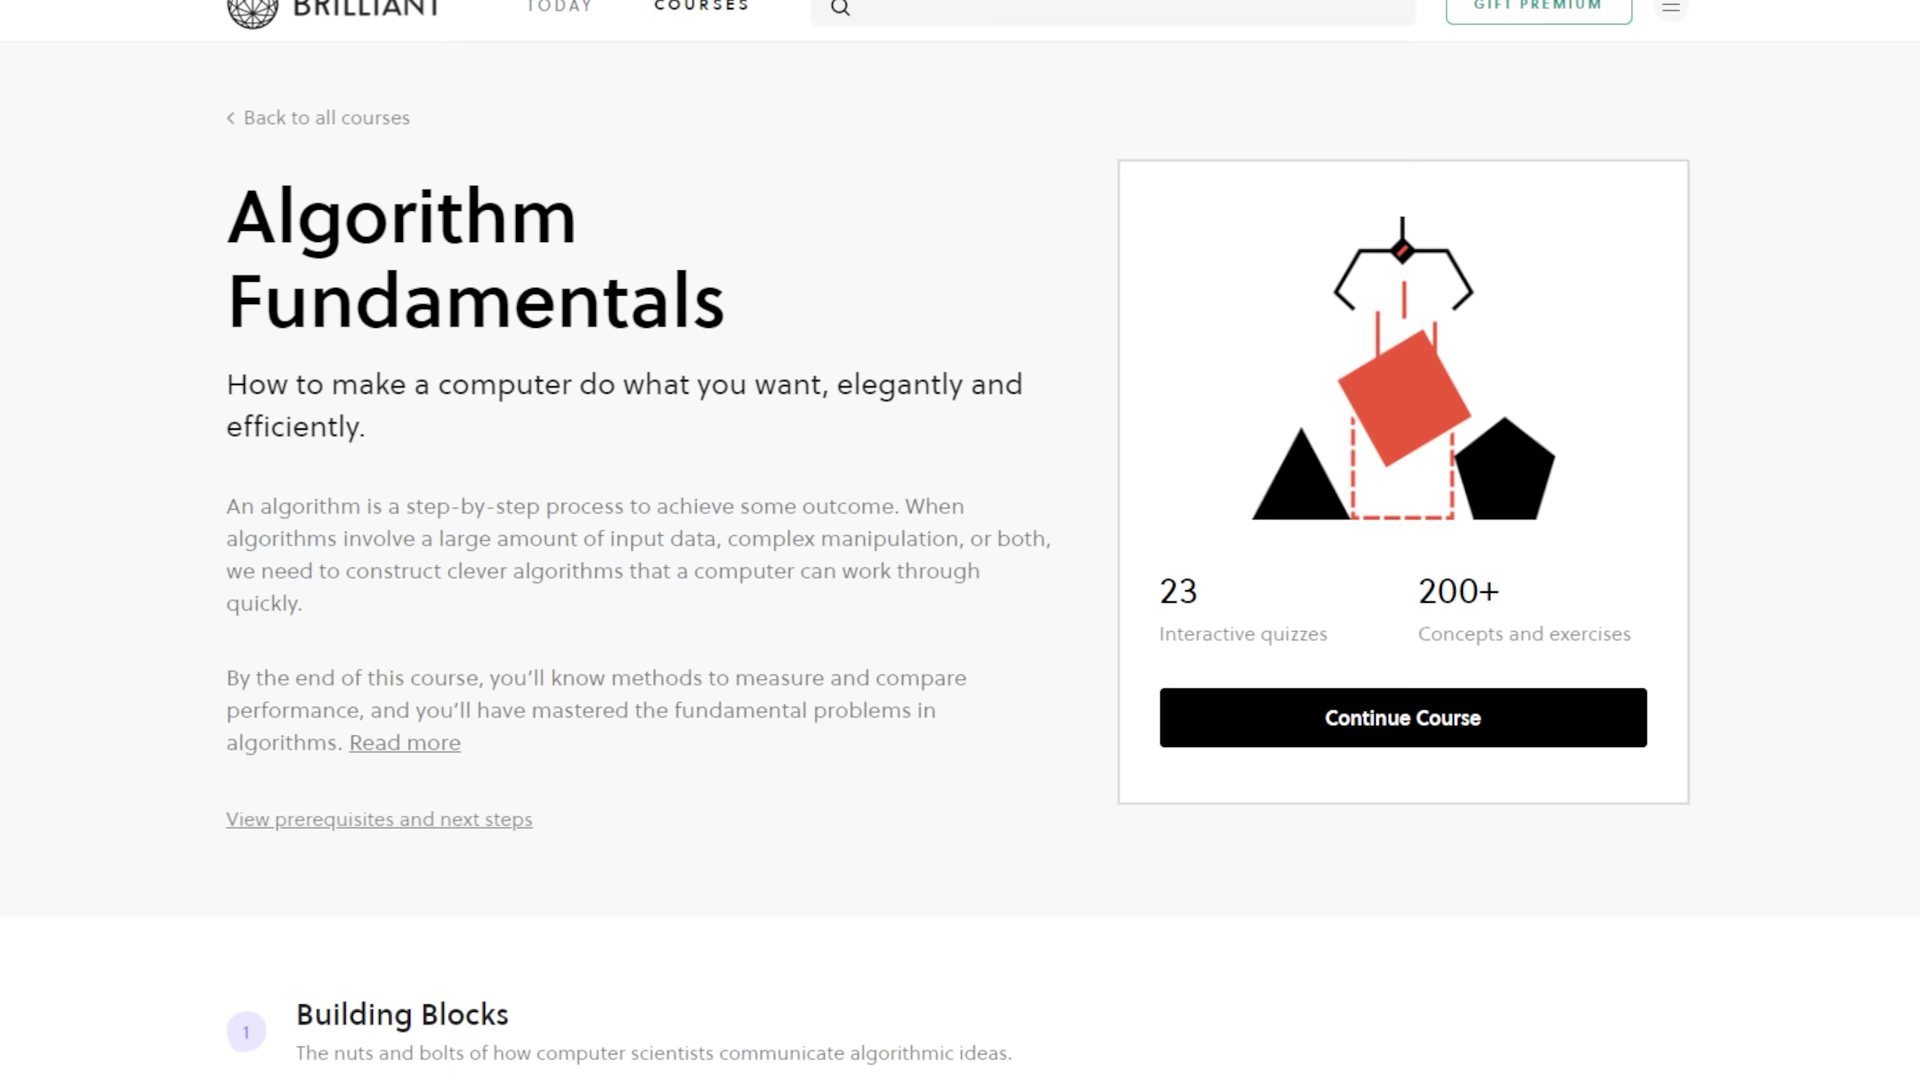 BRILLIANT
TODAY
COURSES
GIFT PREMIUM
Back to all courses
Algorithm
Fundamentals
How to make a computer do what you want, elegantly and
efficiently.
An algorithm is a step-by-step process to achieve some outcome. When
algorithms involve a large amount of input data, complex manipulation, or both,
we need to construct clever algorithms that a computer can work through
quickly.
By the end of this course, you’ll know methods to measure and compare
performance, and you’ll have mastered the fundamental problems in
algorithms. Read more
View prerequisites and next steps
23
Interactive quizzes
200+
Concepts and exercises
Continue Course
1
Building Blocks
The nuts and bolts of how computer scientists communicate algorithmic ideas.